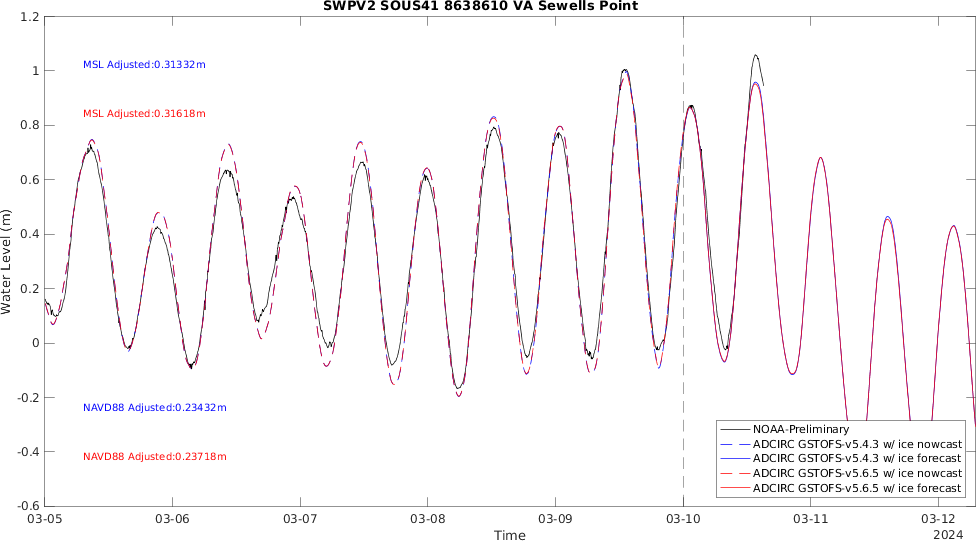 SWPV2 SOUS41 8638610 VA Sewells Point
1.2
1
0.8
0.6
0.4
0.2
0
-0.2
-0.4
-0.6
Water Level (m)
MSL Adjusted:0.31332m
MSL Adjusted:0.31618m
NAVD88 Adjusted:0.23432m
NAVD88 Adjusted:0.23718m
NOAA-Preliminary
ADCIRC GSTOFS-v5.4.3 w/ ice nowcast
ADCIRC GSTOFS-v5.4.3 w/ ice forecast
ADCIRC GSTOFS-v5.6.5 w/ ice nowcast
ADCIRC GSTOFS-v5.6.5 w/ ice forecast
03-05 03-06 03-07 03-08 03-09 03-10 03-11 03-12
Time
2024